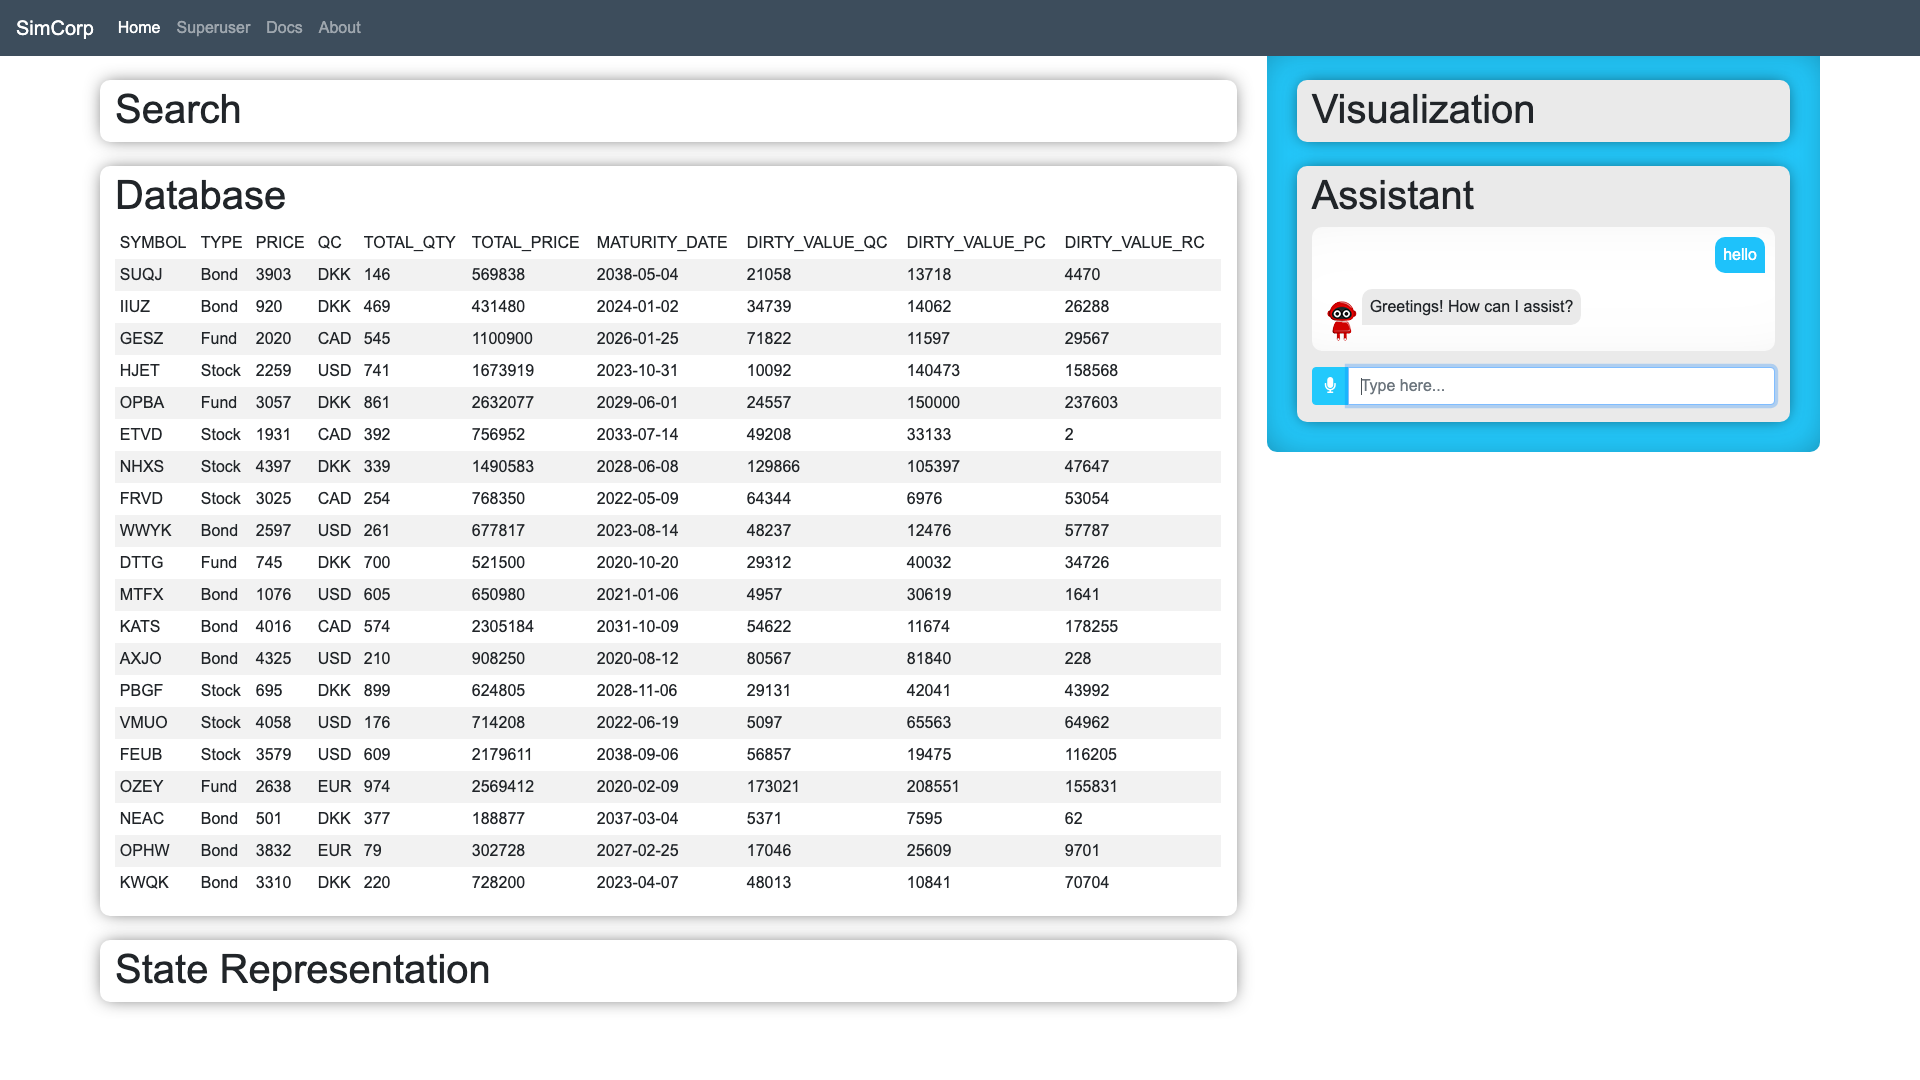 SimCorp Home Superuser Docs About
Search
Database
SYMBOL TYPE PRICE QC TOTAL_QTY TOTAL_PRICE MATURITY_DATE DIRTY_VALUE_QC DIRTY_VALUE_PC DIRTY_VALUE_RC
SUQJ Bond 3903 DKK 146 569838 2038-05-04 21058 13718 4470
IIUZ Bond 920 DKK 469 431480 2024-01-02 34739 14062 26288
GESZ Fund 2020 CAD 545 1100900 2026-01-25 71822 11597 29567
HJET Stock 2259 USD 741 1673919 2023-10-31 10092 140473 158568
OPBA Fund 3057 DKK 861 2632077 2029-06-01 24557 150000 237603
ETVD Stock 1931 CAD 392 756952 2033-07-14 49208 33133 2
NHXS Stock 4397 DKK 339 1490583 2028-06-08 129866 105397 47647
FRVD Stock 3025 CAD 254 768350 2022-05-09 64344 6976 53054
WWYK Bond 2597 USD 261 677817 2023-08-14 48237 12476 57787
DTTG Fund 745 DKK 700 521500 2020-10-20 29312 40032 34726
MTFX Bond 1076 USD 605 650980 2021-01-06 4957 30619 1641
KATS Bond 4016 CAD 574 2305184 2031-10-09 54622 11674 178255
AXJO Bond 4325 USD 210 908250 2020-08-12 80567 81840 228
PBGF Stock 695 DKK 899 624805 2028-11-06 29131 42041 43992
VMUO Stock 4058 USD 176 714208 2022-06-19 5097 65563 64962
FEUB Stock 3579 USD 609 2179611 2038-09-06 56857 19475 116205
OZEY Fund 2638 EUR 974 2569412 2020-02-09 173021 208551 155831
NEAC Bond 501 DKK 377 188877 2037-03-04 5371 7595 62
OPHW Bond 3832 EUR 79 302728 2027-02-25 17046 25609 9701
KWQK Bond 3310 DKK 220 728200 2023-04-07 48013 10841 70704
State Representation
Visualization
Assistant
hello
Greetings! How can I assist?
Type here...